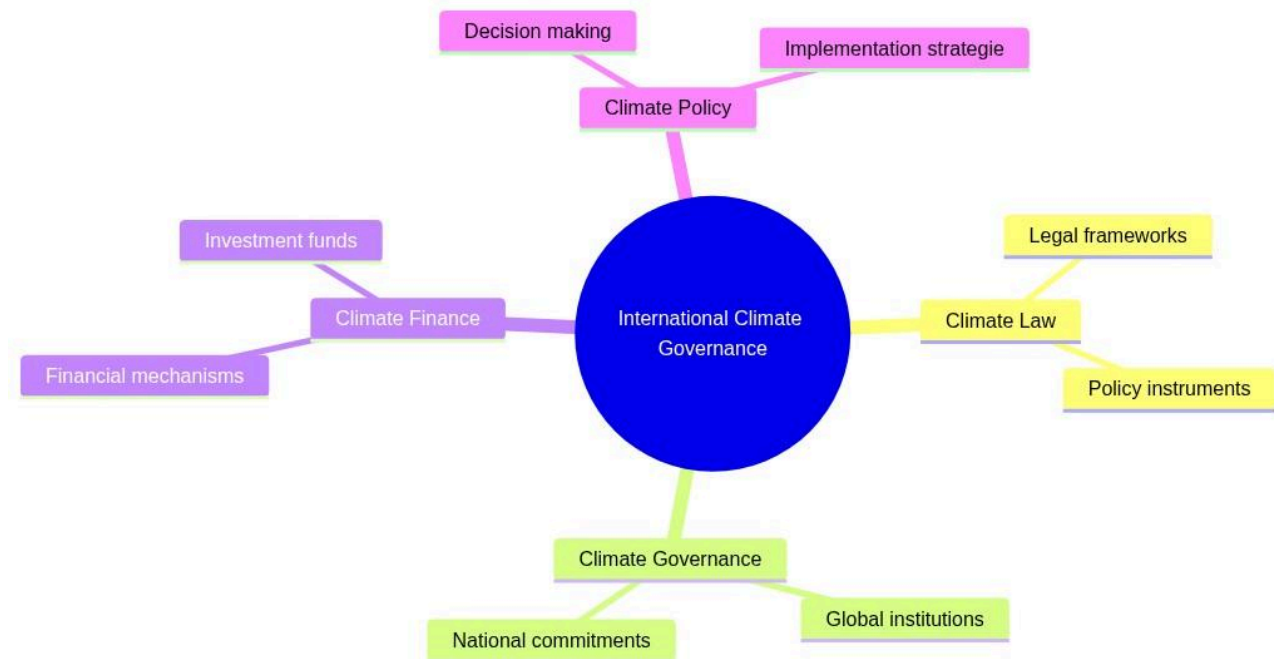 Decision making
Implementation strategie
Climate Policy
Investment funds
Legal frameworks
Climate Finance
International Climate
Governance
Climate Law
Financial mechanisms
Policy instruments
Climate Governance
Global institutions
National commitments